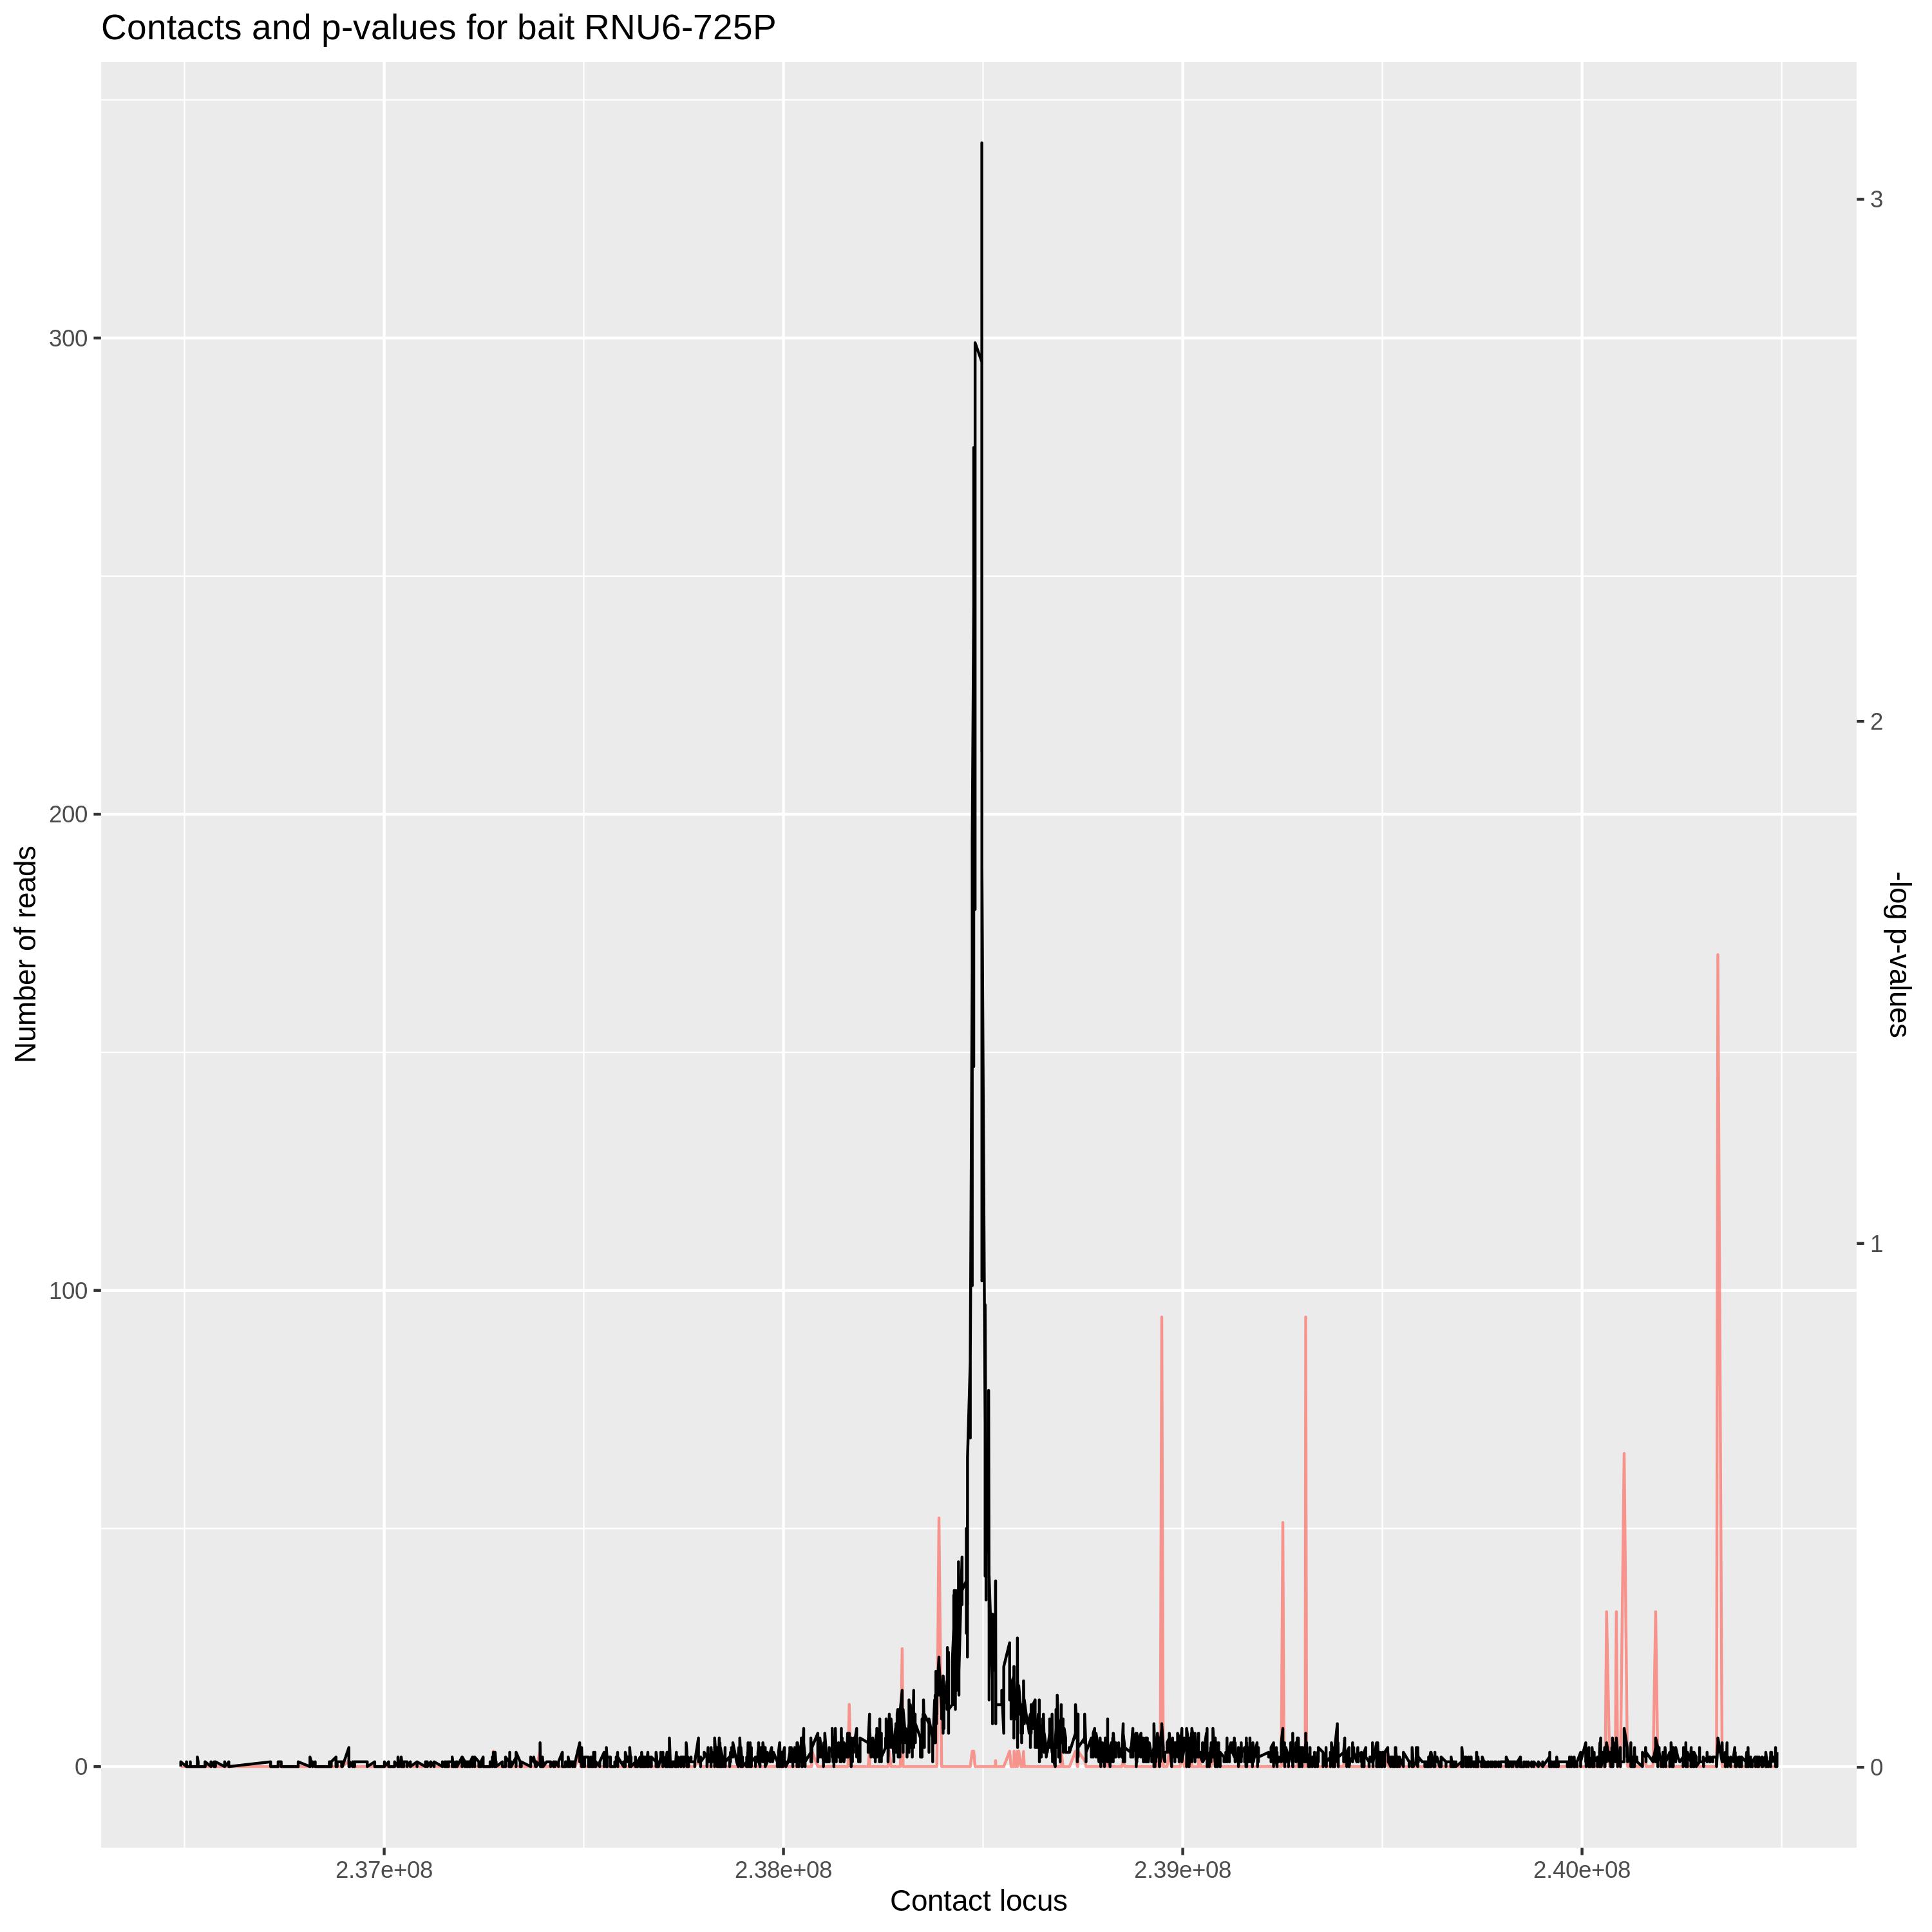 Contacts and p-values for bait RNU6-725P
300
200
100
0
Number of reads
3
2
1
0
-log p-values
2.37e+08
2.38e+08
2.39e+08
2.40e+08
Contact locus